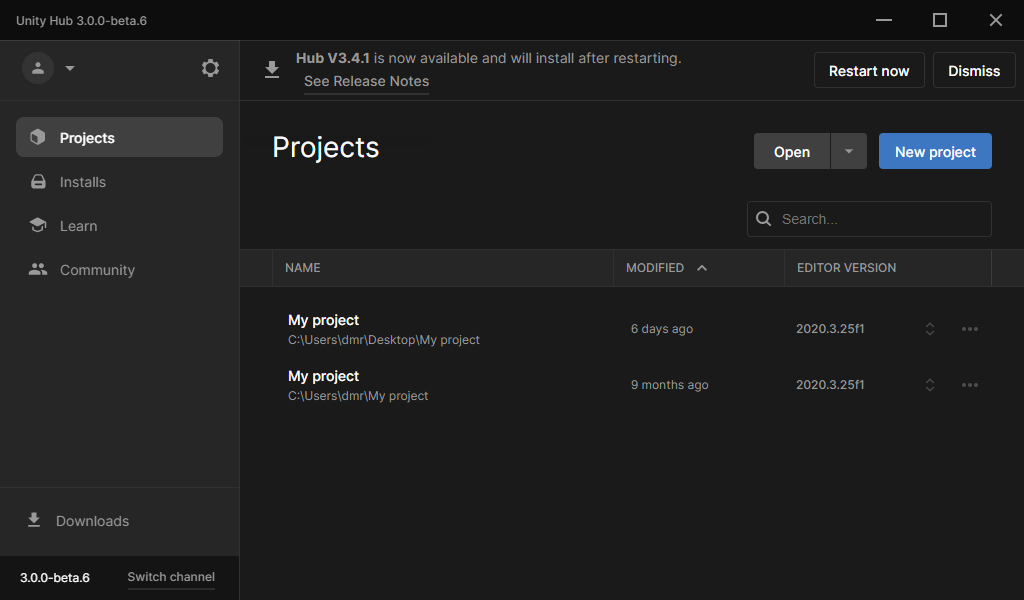 Unity Hub 3.0.0-beta.6
Hub V3.4.1 is now available and will install after restarting.
See Release Notes
Restart now
Dismiss
Projects
Installs
Learn
Community
Downloads
3.0.0-beta.6
Switch channel
Projects
Open
New project
Search...
NAME
MODIFIED
EDITOR VERSION
My project
C:\Users\dmr\Desktop\My project
6 days ago
2020.3.25f1
My project
C:\Users\dmr\My project
9 months ago
2020.3.25f1